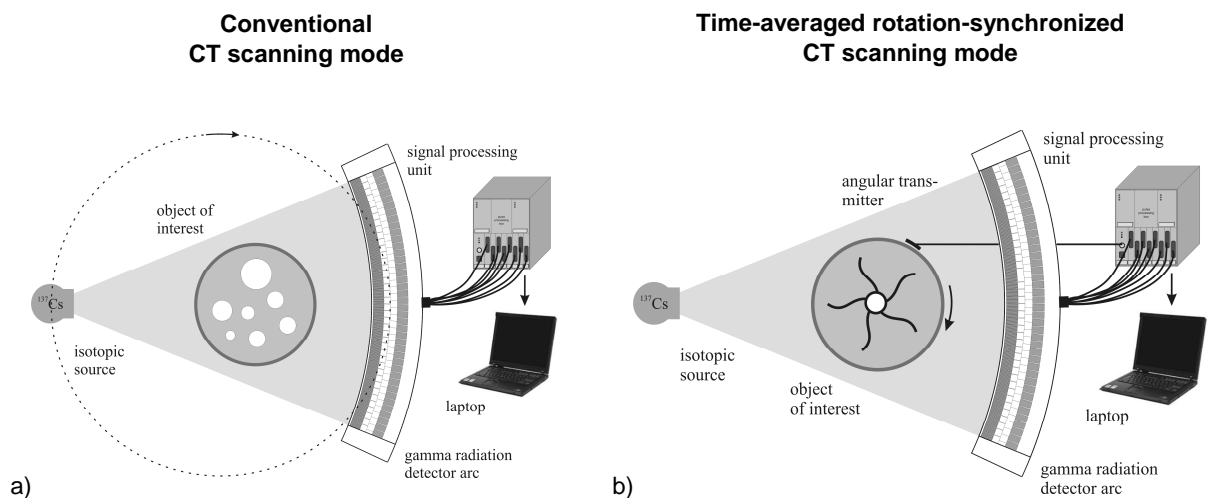 Conventional
CT scanning mode
signal processing
unit
object of
interest
¹³⁷Cs
isotopic
source
laptop
gamma radiation
detector arc
a)
Time-averaged rotation-synchronized
CT scanning mode
signal processing
unit
angular trans-
mitter
¹³⁷Cs
isotopic
source
object
of interest
laptop
gamma radiation
detector arc
b)